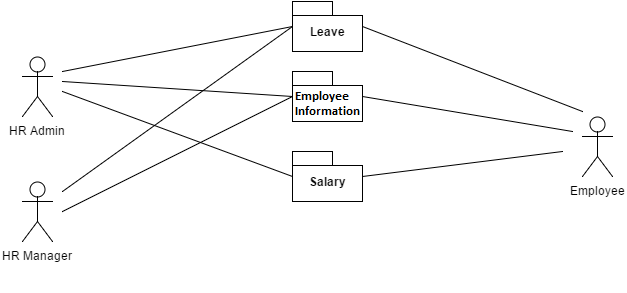 Leave
HR Admin
Employee
Information
Salary
Employee
HR Manager